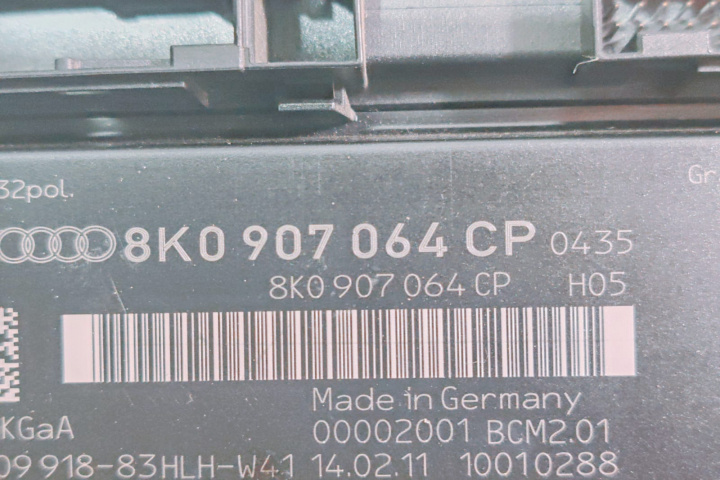 32pol.
Gr.
8K0 907 064 CP 0435
8K0 907 064 CP H05
Made in Germany
KGaA
00002001 BCM2.01
09 918-83HLH-W41 14.02.11 10010288